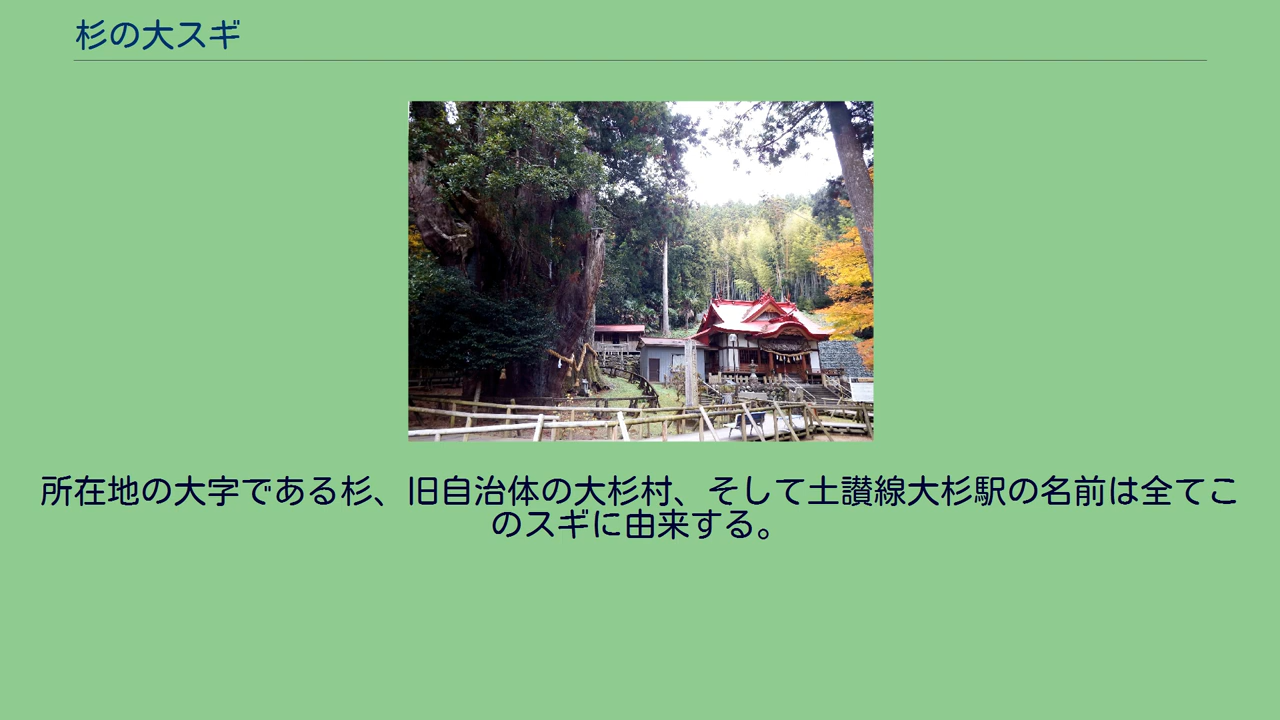 杉の大スギ
所在地の大字である杉、旧自治体の大杉村、そして土讃線大杉駅の名前は全てこ
のスギに由来する。